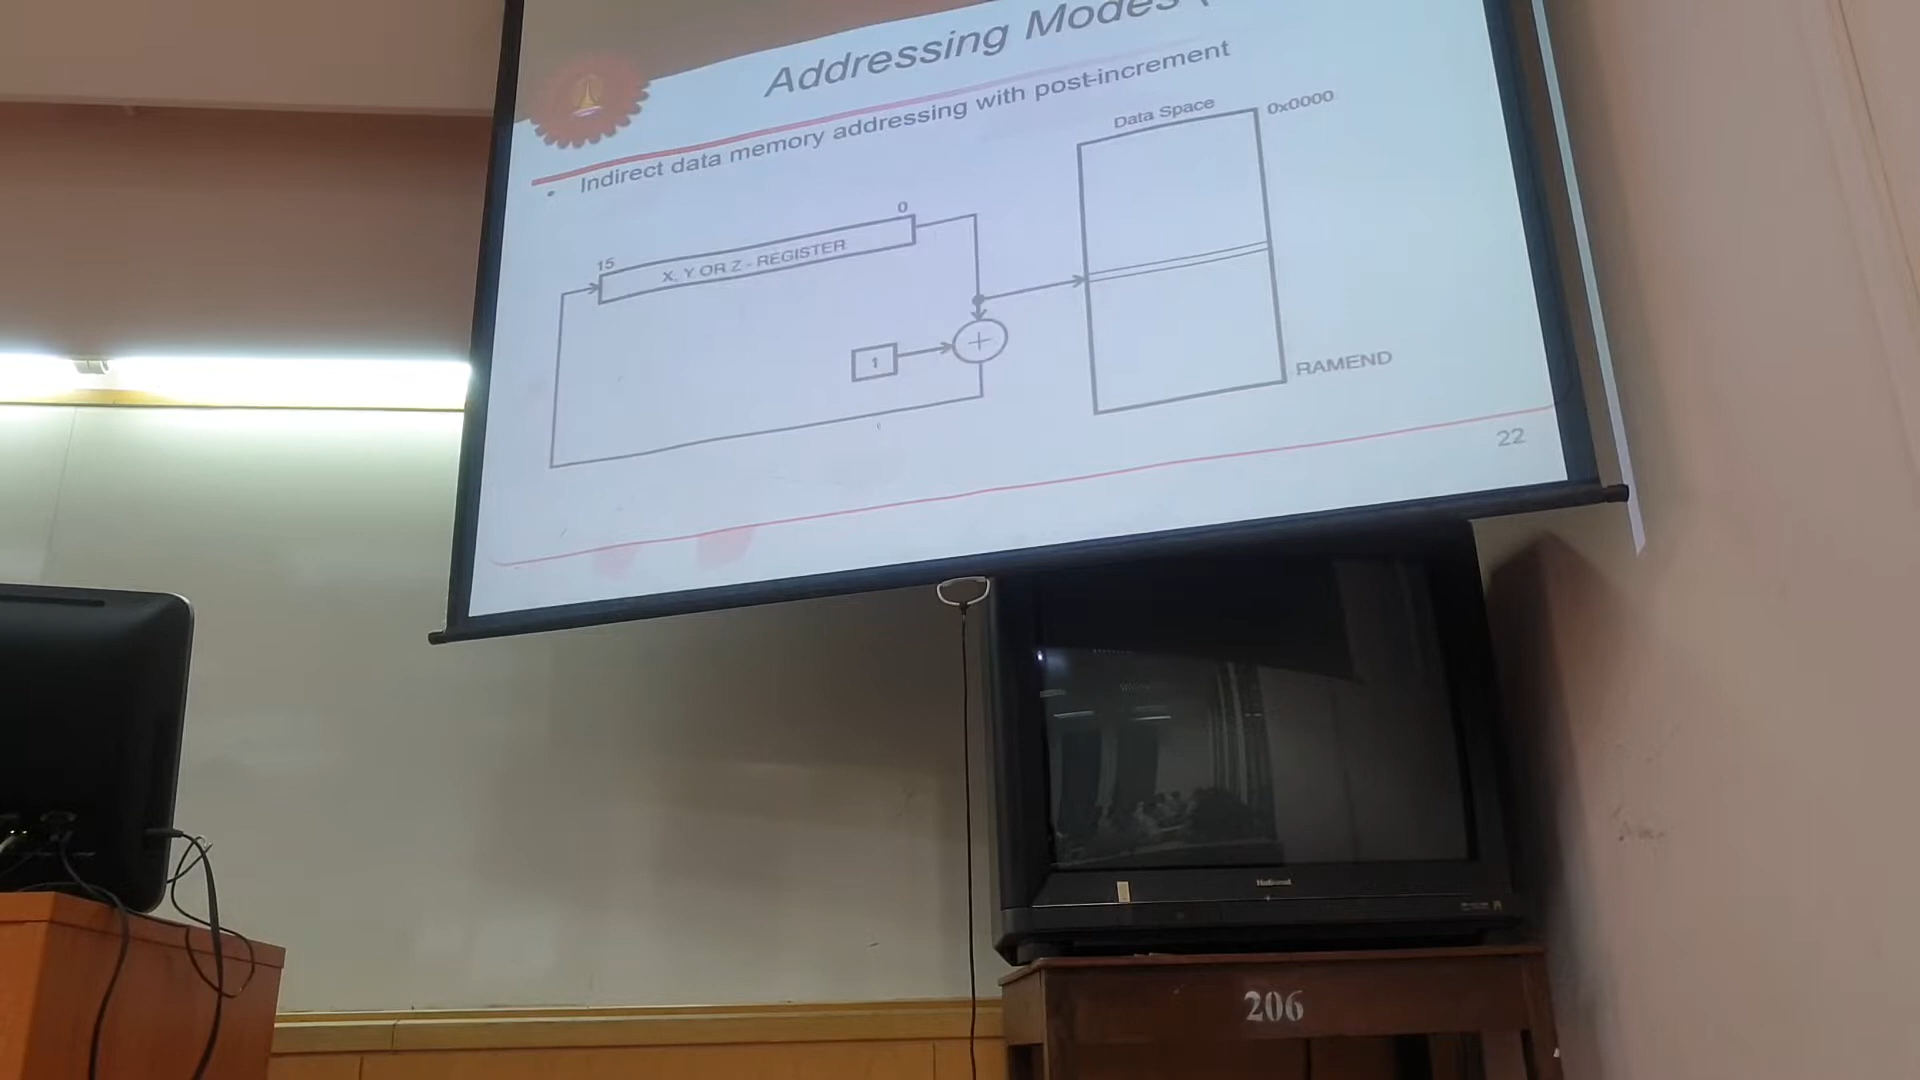 Addressing Modes (
• Indirect data memory addressing with post-increment
Data Space
0x0000
15
0
X, Y OR Z - REGISTER
1
+
RAMEND
22
National
206